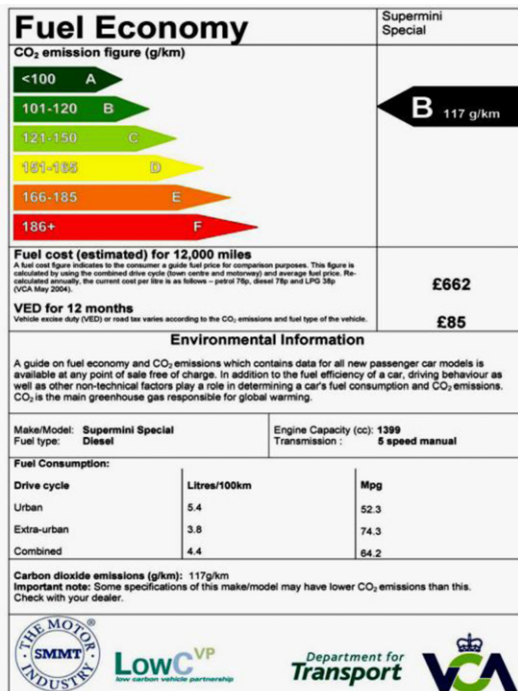 Fuel Economy
Supermini
Special
CO2 emission figure (g/km)
<100 A
101-120 B
B 117 g/km
121-150 C
151-165 D
166-185 E
186+ F
Fuel cost (estimated) for 12,000 miles
A fuel cost figure indicates to the consumer a guide fuel price for comparison purposes. This figure is
calculated by using the combined drive cycle (town centre and motorway) and average fuel price. Re-
calculated annually, the current cost per litre is as follows – petrol 76p, diesel 78p and LPG 38p
(VCA May 2004).
£662
VED for 12 months
Vehicle excise duty (VED) or road tax varies according to the CO2 emissions and fuel type of the vehicle.
£85
Environmental Information
A guide on fuel economy and CO2 emissions which contains data for all new passenger car models is
available at any point of sale free of charge. In addition to the fuel efficiency of a car, driving behaviour as
well as other non-technical factors play a role in determining a car's fuel consumption and CO2 emissions.
CO2 is the main greenhouse gas responsible for global warming.
Make/Model: Supermini Special
Fuel type: Diesel
Engine Capacity (cc): 1399
Transmission : 5 speed manual
Fuel Consumption:
Drive cycle Litres/100km Mpg
Urban 5.4 52.3
Extra-urban 3.8 74.3
Combined 4.4 64.2
Carbon dioxide emissions (g/km): 117g/km
Important note: Some specifications of this make/model may have lower CO2 emissions than this.
Check with your dealer.
THE MOTOR
SMMT
INDUSTRY
®
LowCVP
low carbon vehicle partnership
Department for
Transport
VCA